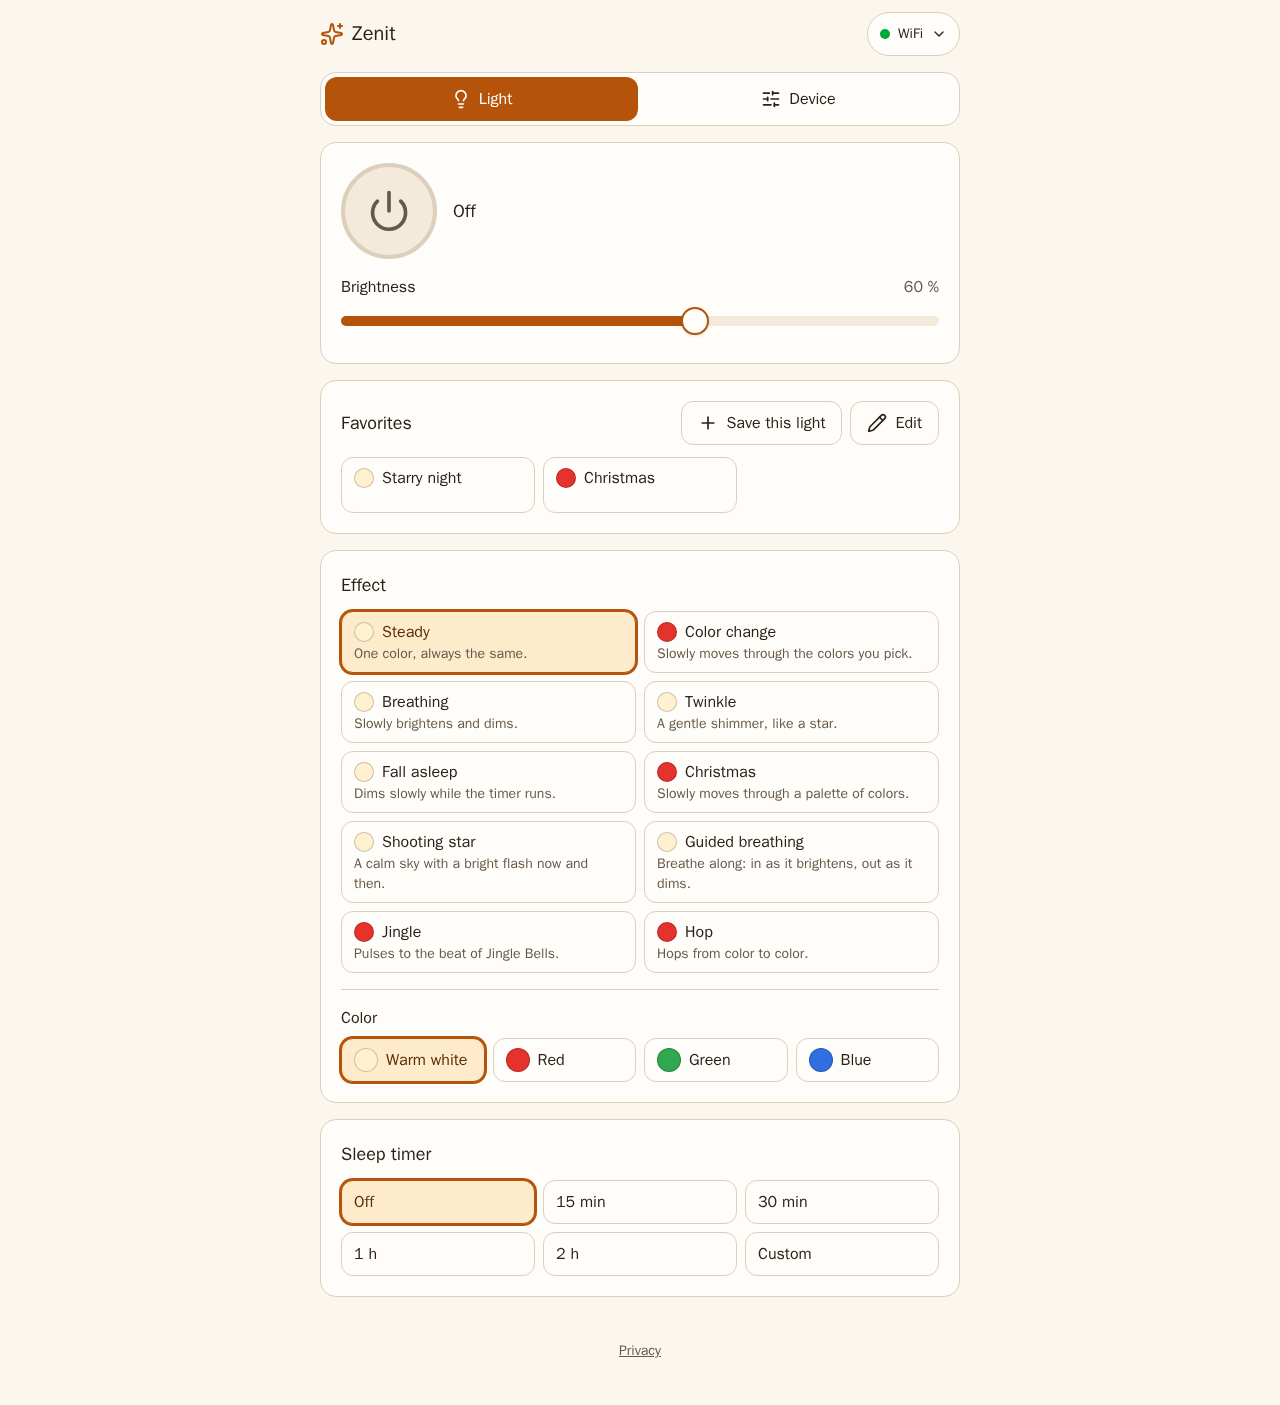 Zenit
WiFi
Light
Device
Off
Brightness
60 %
Favorites
Save this light
Edit
Starry night
Christmas
Effect
Steady
One color, always the same.
Color change
Slowly moves through the colors you pick.
Breathing
Slowly brightens and dims.
Twinkle
A gentle shimmer, like a star.
Fall asleep
Dims slowly while the timer runs.
Christmas
Slowly moves through a palette of colors.
Shooting star
A calm sky with a bright flash now and
then.
Guided breathing
Breathe along: in as it brightens, out as it
dims.
Jingle
Pulses to the beat of Jingle Bells.
Hop
Hops from color to color.
Color
Warm white
Red
Green
Blue
Sleep timer
Off
15 min
30 min
1 h
2 h
Custom
Privacy